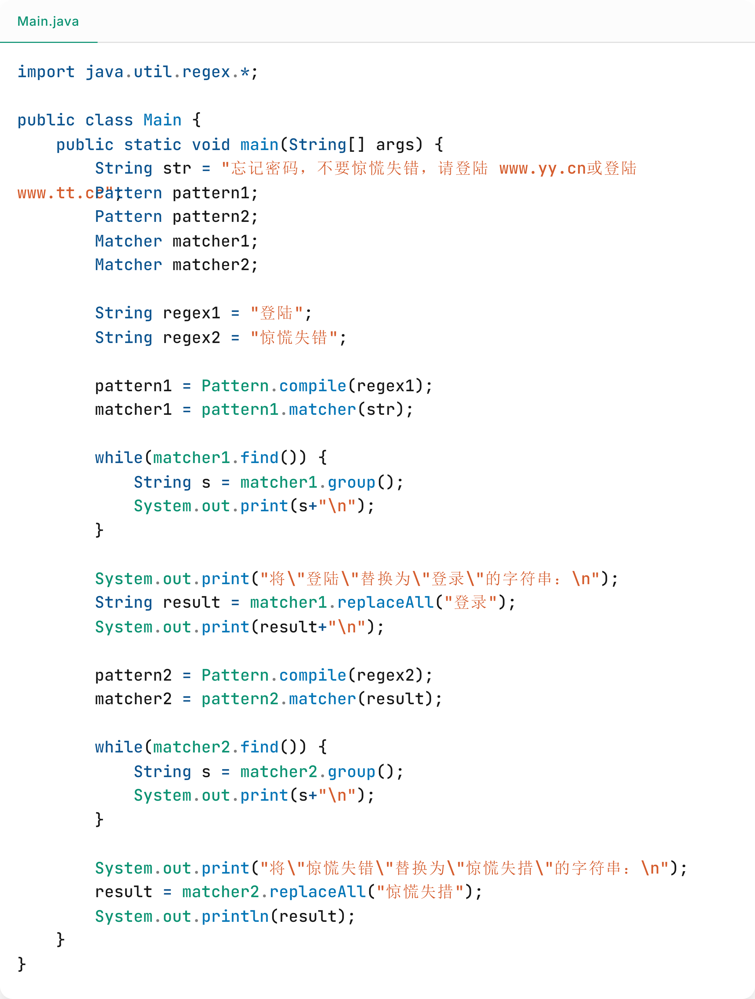 Main.java
import java.util.regex.*;
public class Main {
    public static void main(String[] args) {
        String str = "忘记密码，不要惊慌失错，请登陆 www.yy.cn或登陆
www.tt.cc";
        Pattern pattern1;
        Pattern pattern2;
        Matcher matcher1;
        Matcher matcher2;
        String regex1 = "登陆";
        String regex2 = "惊慌失错";
        pattern1 = Pattern.compile(regex1);
        matcher1 = pattern1.matcher(str);
        while(matcher1.find()) {
            String s = matcher1.group();
            System.out.print(s+"\n");
        }
        System.out.print("将\"登陆\"替换为\"登录\"的字符串：\n");
        String result = matcher1.replaceAll("登录");
        System.out.print(result+"\n");
        pattern2 = Pattern.compile(regex2);
        matcher2 = pattern2.matcher(result);
        while(matcher2.find()) {
            String s = matcher2.group();
            System.out.print(s+"\n");
        }
        System.out.print("将\"惊慌失错\"替换为\"惊慌失措\"的字符串：\n");
        result = matcher2.replaceAll("惊慌失措");
        System.out.println(result);
    }
}